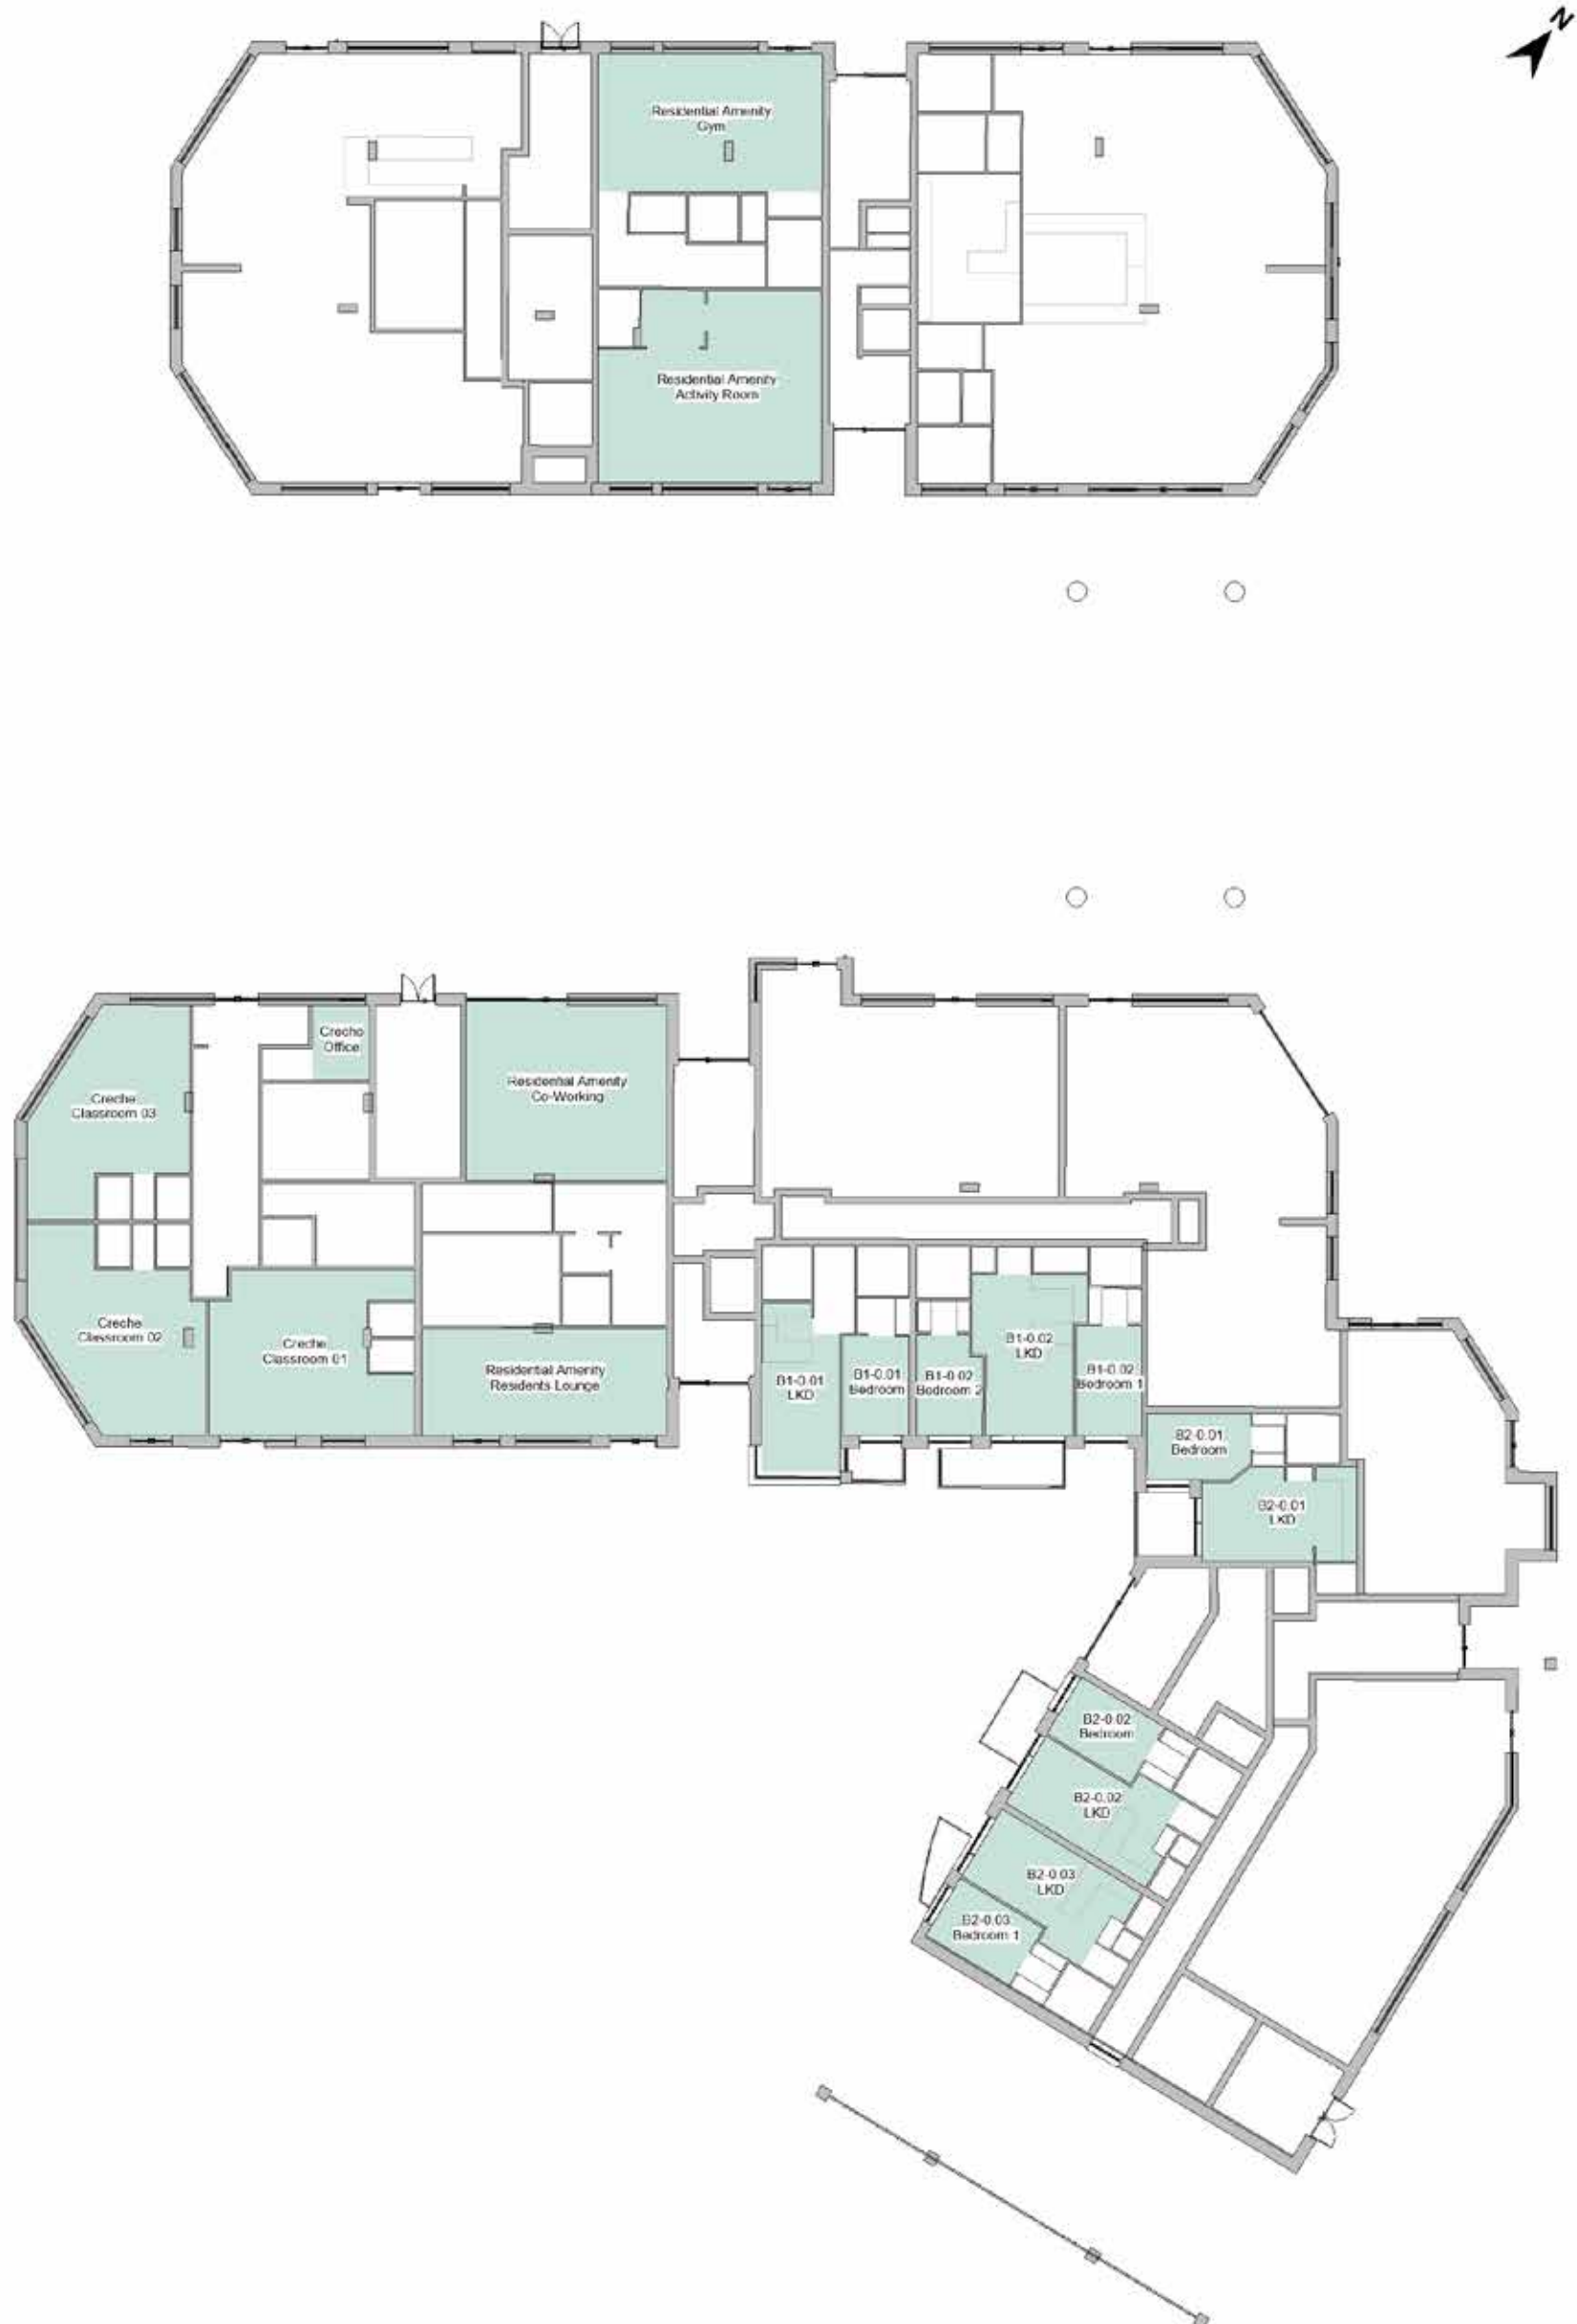 N
Residential Amenity
Gym
Residential Amenity
Activity Room
Creche
Office
Residential Amenity
Co-Working
Creche
Classroom 03
Creche
Classroom 02
Creche
Classroom 01
Residential Amenity
Residents Lounge
B1-0.01
LKD
B1-0.01
Bedroom
B1-0.02
Bedroom 2
B1-0.02
LKD
B1-0.02
Bedroom 1
B2-0.01
Bedroom
B2-0.01
LKD
B2-0.02
Bedroom
B2-0.02
LKD
B2-0.03
LKD
B2-0.03
Bedroom 1